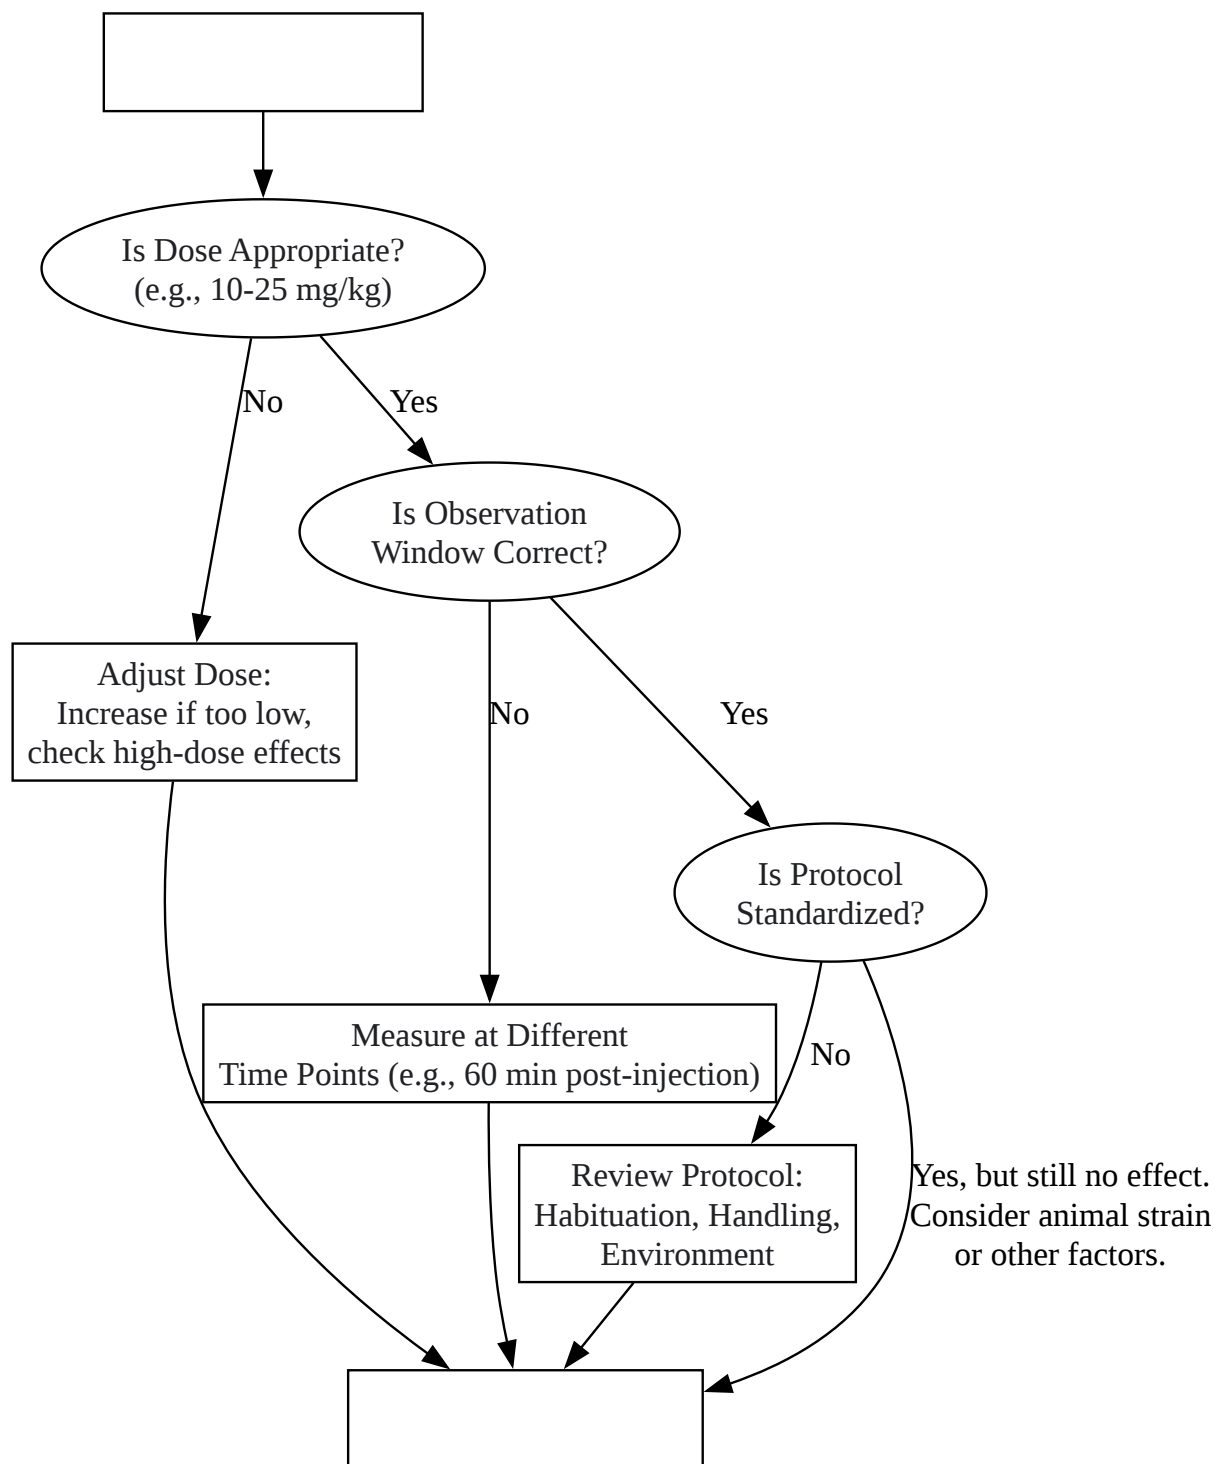 Is Dose Appropriate?
(e.g., 10-25 mg/kg)
No
Yes
Is Observation
Window Correct?
Adjust Dose:
Increase if too low,
check high-dose effects
No
Yes
Is Protocol
Standardized?
Measure at Different
Time Points (e.g., 60 min post-injection)
No
Review Protocol:
Habituation, Handling,
Environment
Yes, but still no effect.
Consider animal strain
or other factors.